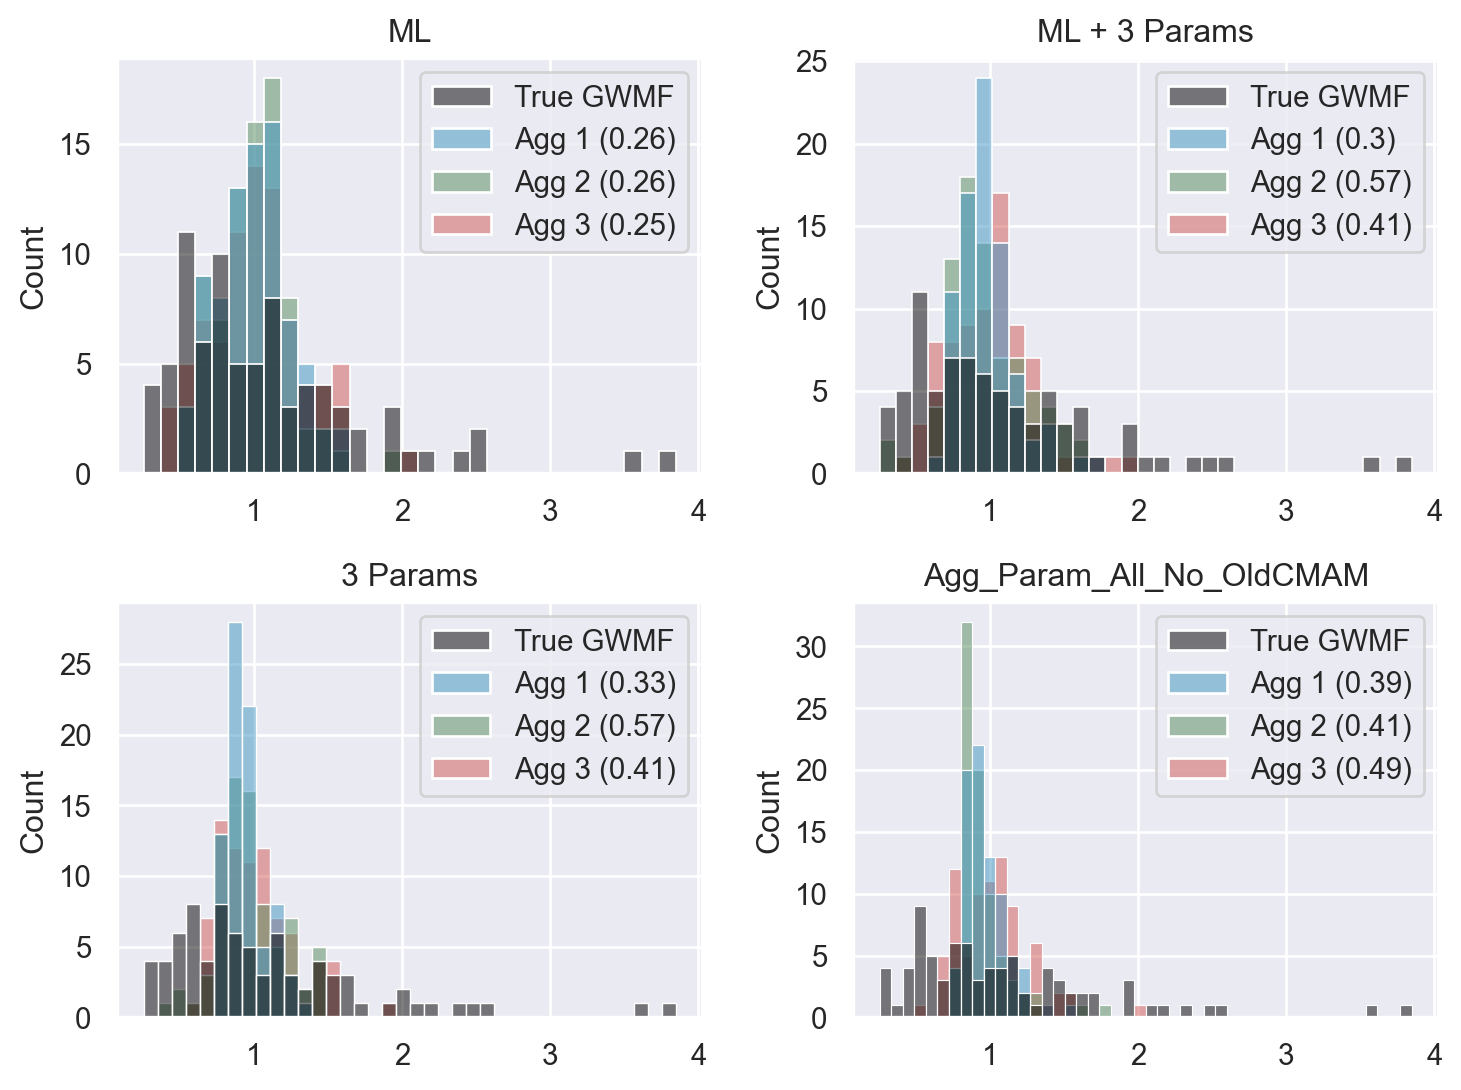 ML
Count
15
10
5
0
1
2
3
4
True GWMF
Agg 1 (0.26)
Agg 2 (0.26)
Agg 3 (0.25)
ML + 3 Params
Count
25
20
15
10
5
0
1
2
3
4
True GWMF
Agg 1 (0.3)
Agg 2 (0.57)
Agg 3 (0.41)
3 Params
Count
25
20
15
10
5
0
1
2
3
4
True GWMF
Agg 1 (0.33)
Agg 2 (0.57)
Agg 3 (0.41)
Agg_Param_All_No_OldCMAM
Count
30
25
20
15
10
5
0
1
2
3
4
True GWMF
Agg 1 (0.39)
Agg 2 (0.41)
Agg 3 (0.49)